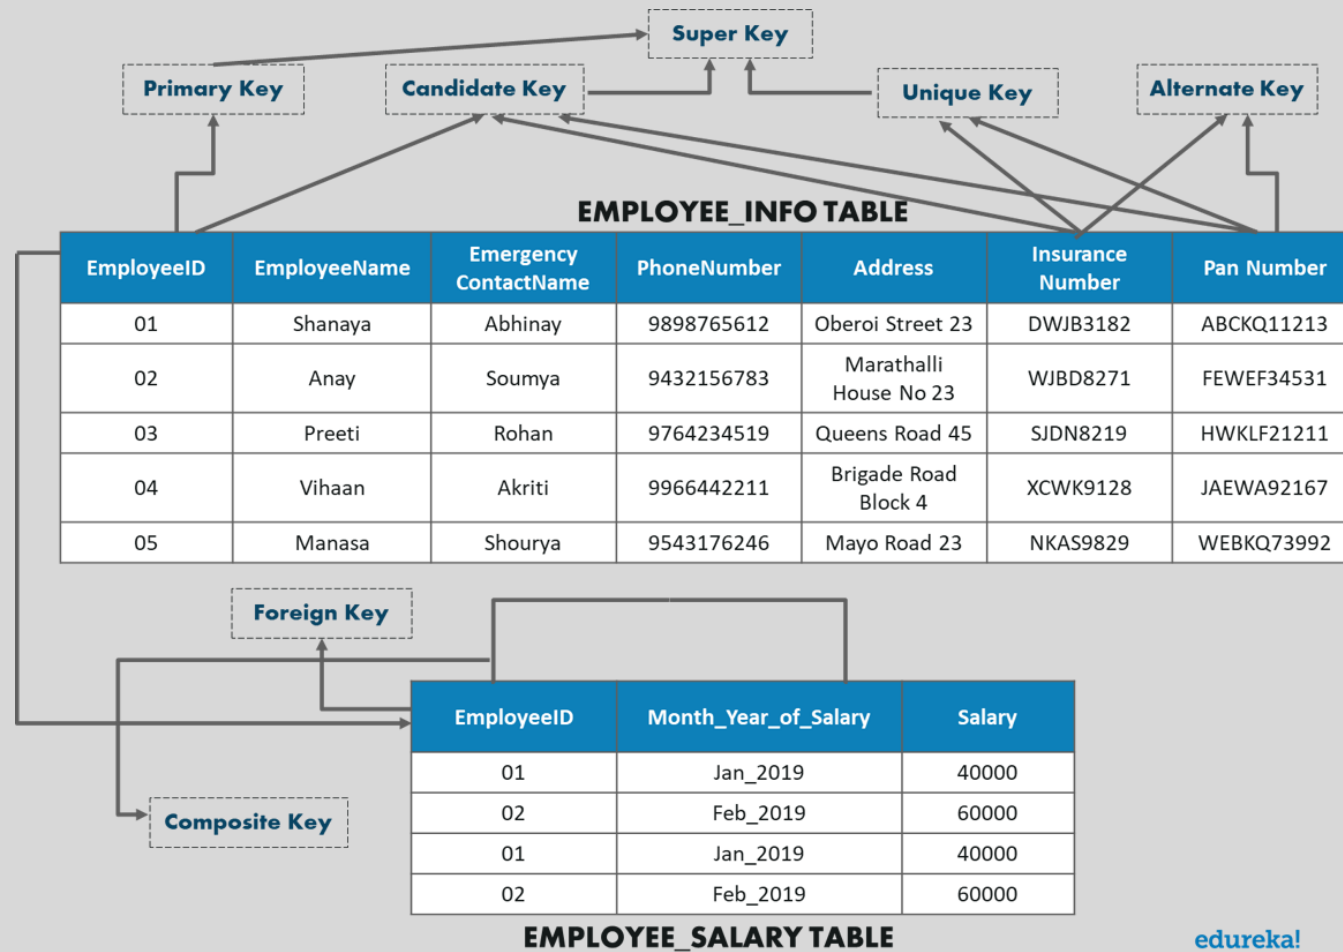 Super Key
Primary Key
Candidate Key
Unique Key
Alternate Key
EMPLOYEE_INFO TABLE
EmployeeID EmployeeName Emergency ContactName PhoneNumber Address Insurance Number Pan Number
01 Shanaya Abhinay 9898765612 Oberoi Street 23 DWJB3182 ABCKQ11213
02 Anay Soumya 9432156783 Marathalli House No 23 WJBD8271 FEWEF34531
03 Preeti Rohan 9764234519 Queens Road 45 SJDN8219 HWKLF21211
04 Vihaan Akriti 9966442211 Brigade Road Block 4 XCWK9128 JAEWA92167
05 Manasa Shourya 9543176246 Mayo Road 23 NKAS9829 WEBKQ73992
Foreign Key
EmployeeID Month_Year_of_Salary Salary
01 Jan_2019 40000
02 Feb_2019 60000
01 Jan_2019 40000
02 Feb_2019 60000
Composite Key
EMPLOYEE_SALARY TABLE
edureka!